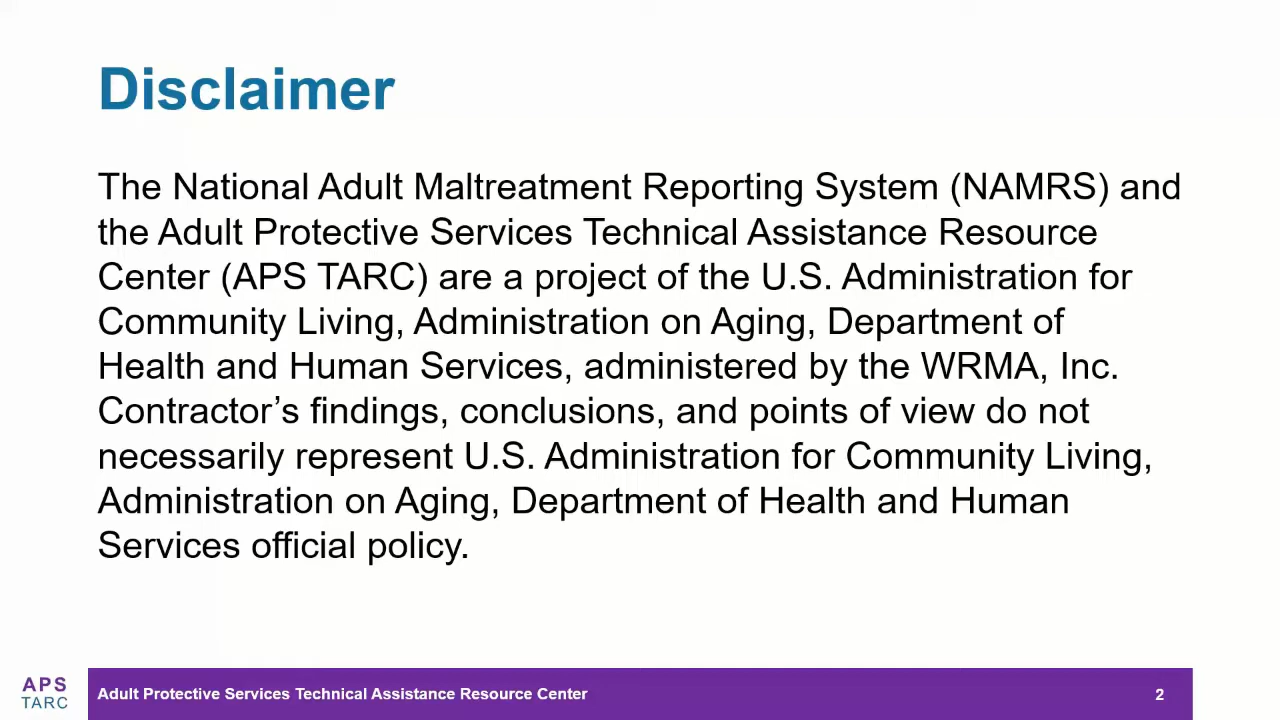 Disclaimer
The National Adult Maltreatment Reporting System (NAMRS) and
the Adult Protective Services Technical Assistance Resource
Center (APS TARC) are a project of the U.S. Administration for
Community Living, Administration on Aging, Department of
Health and Human Services, administered by the WRMA, Inc.
Contractor’s findings, conclusions, and points of view do not
necessarily represent U.S. Administration for Community Living,
Administration on Aging, Department of Health and Human
Services official policy.
APS
TARC
Adult Protective Services Technical Assistance Resource Center
2